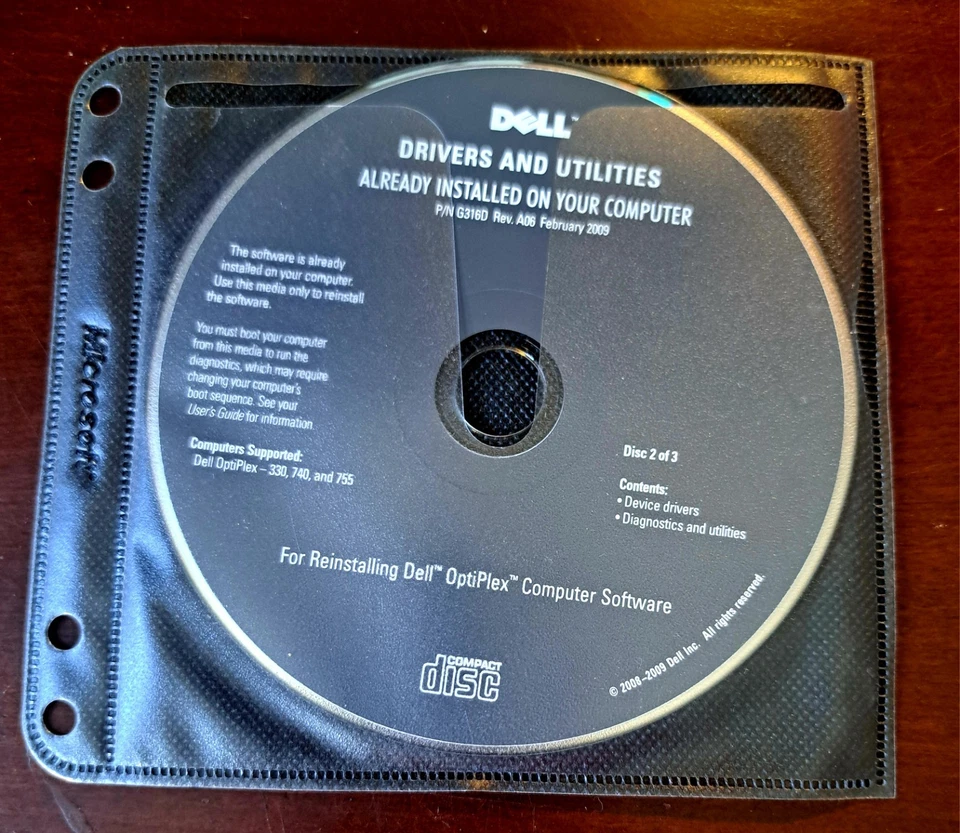 DELL™
DRIVERS AND UTILITIES
ALREADY INSTALLED ON YOUR COMPUTER
P/N G316D Rev. A06 February 2009
The software is already
installed on your computer.
Use this media only to reinstall
the software.
You must boot your computer
from this media to run the
diagnostics, which may require
changing your computer's
boot sequence. See your
User's Guide for information.
Computers Supported:
Dell OptiPlex – 330, 740, and 755
Disc 2 of 3
Contents:
• Device drivers
• Diagnostics and utilities
For Reinstalling Dell™ OptiPlex™ Computer Software
COMPACT
disc
© 2008–2009 Dell Inc. All rights reserved.
Microsoft